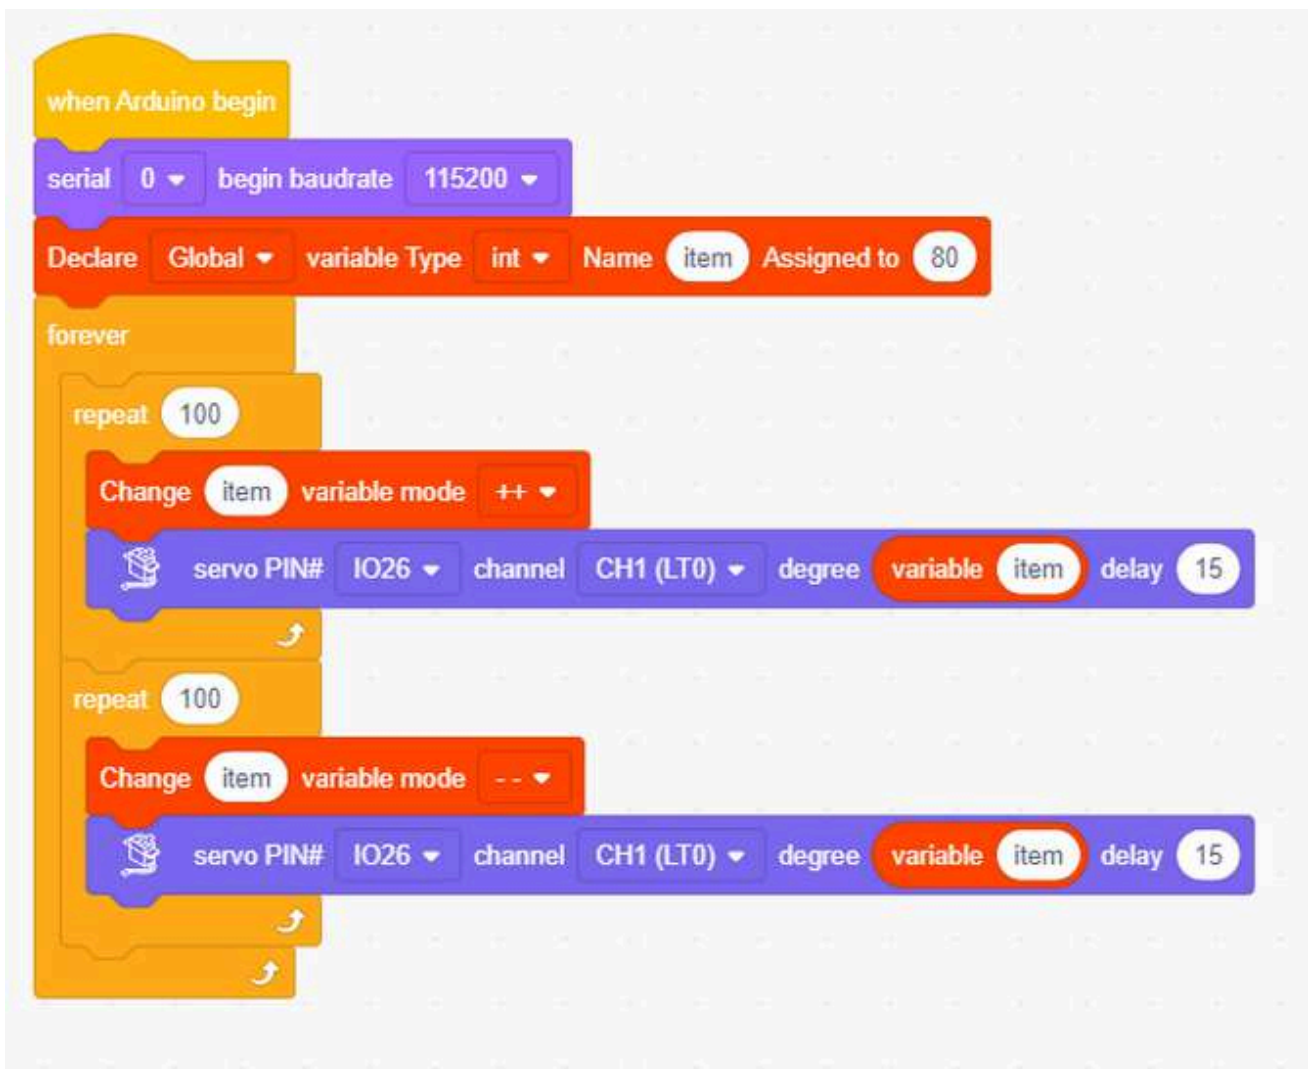 when Arduino begin
serial 0 begin baudrate 115200
Declare Global variable Type int Name item Assigned to 80
forever
repeat 100
Change item variable mode ++
servo PIN# IO26 channel CH1 (LT0) degree variable item delay 15
repeat 100
Change item variable mode --
servo PIN# IO26 channel CH1 (LT0) degree variable item delay 15